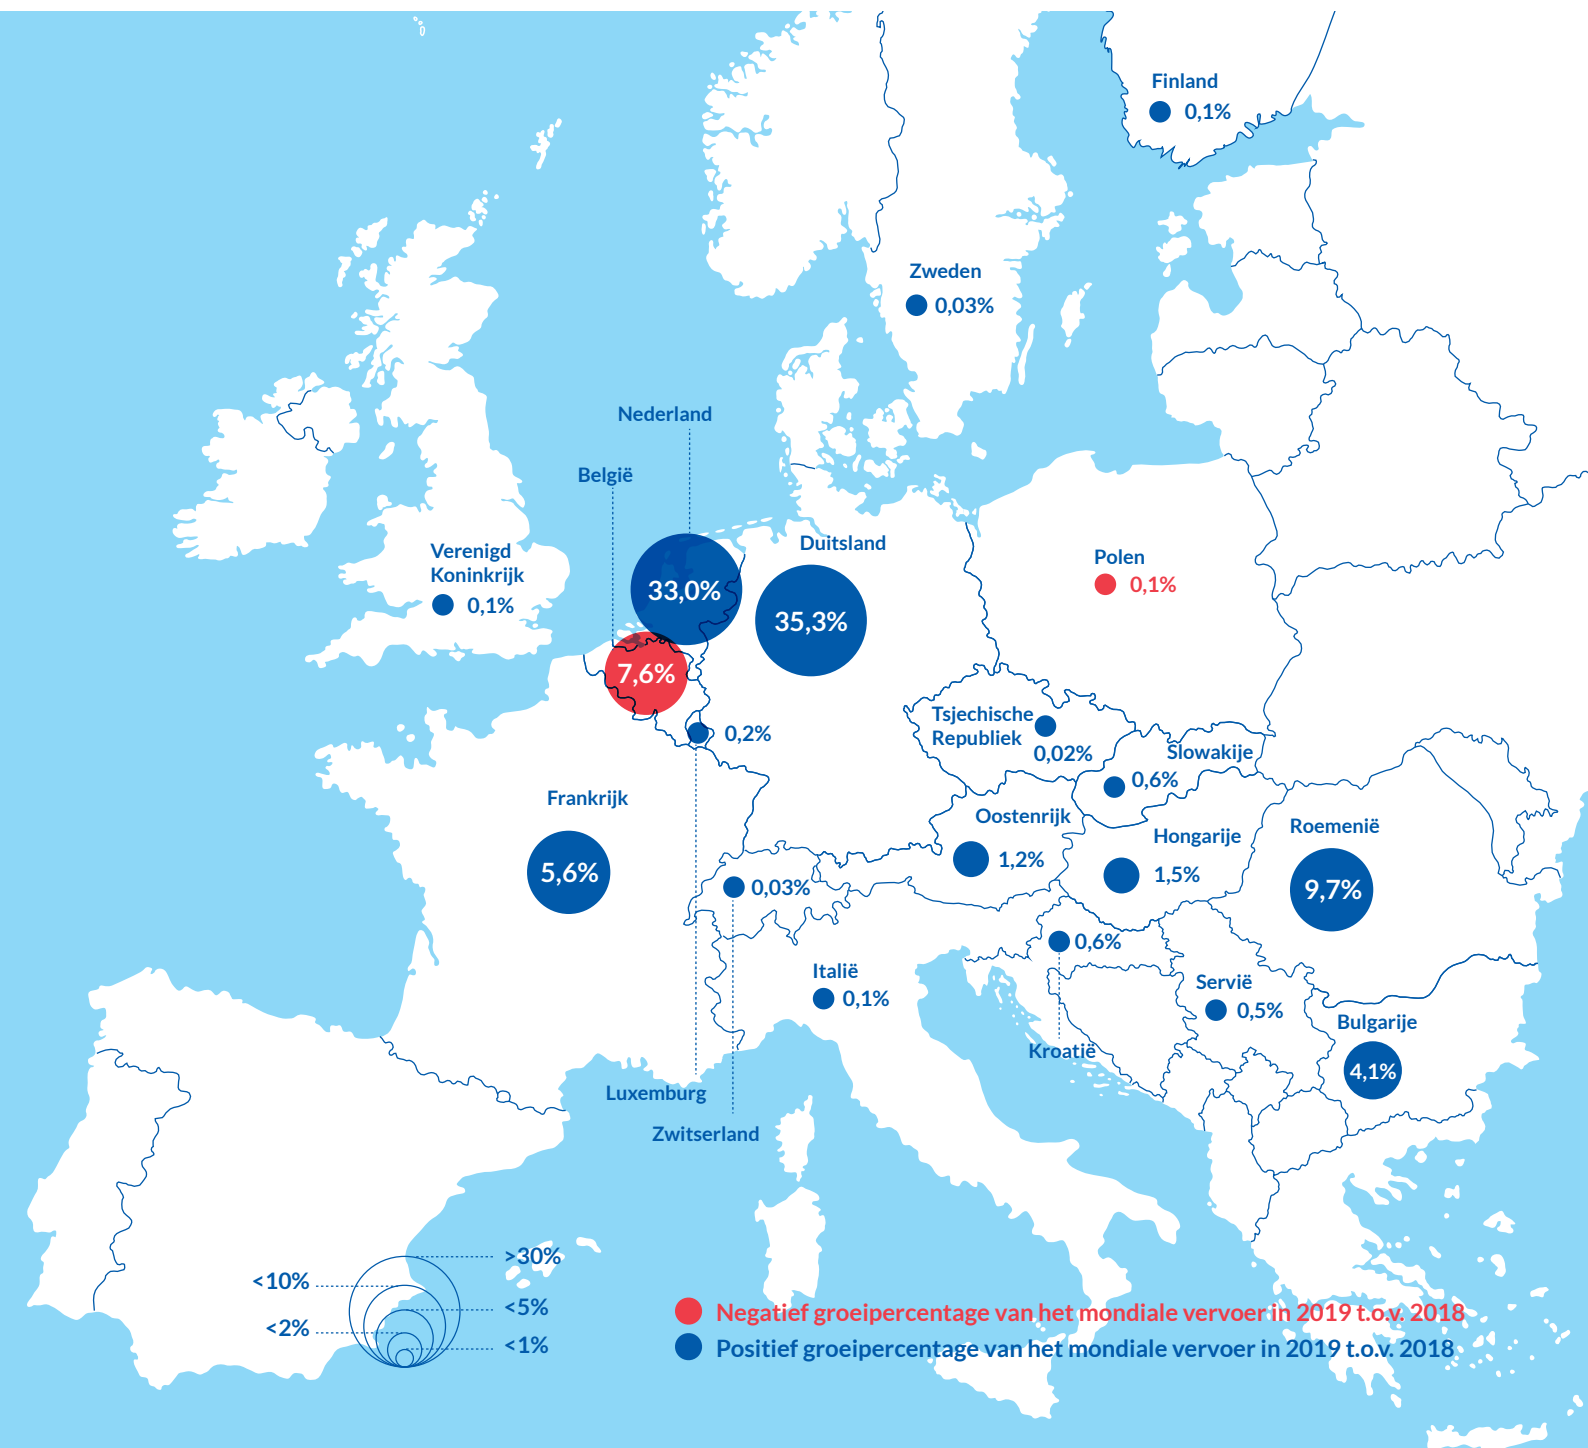 Finland
0,1%
Zweden
0,03%
Nederland
België
Verenigd
Koninkrijk
0,1%
33,0%
Duitsland
35,3%
Polen
0,1%
7,6%
0,2%
Tsjechische
Republiek
0,02%
Slowakije
0,6%
Frankrijk
5,6%
Oostenrijk
1,2%
Hongarije
1,5%
Roemenië
9,7%
0,03%
0,6%
Italië
0,1%
Servië
0,5%
Bulgarije
4,1%
Kroatië
Luxemburg
Zwitserland
>30%
<10%
<5%
<2%
<1%
Negatief groeipercentage van het mondiale vervoer in 2019 t.o.v. 2018
Positief groeipercentage van het mondiale vervoer in 2019 t.o.v. 2018